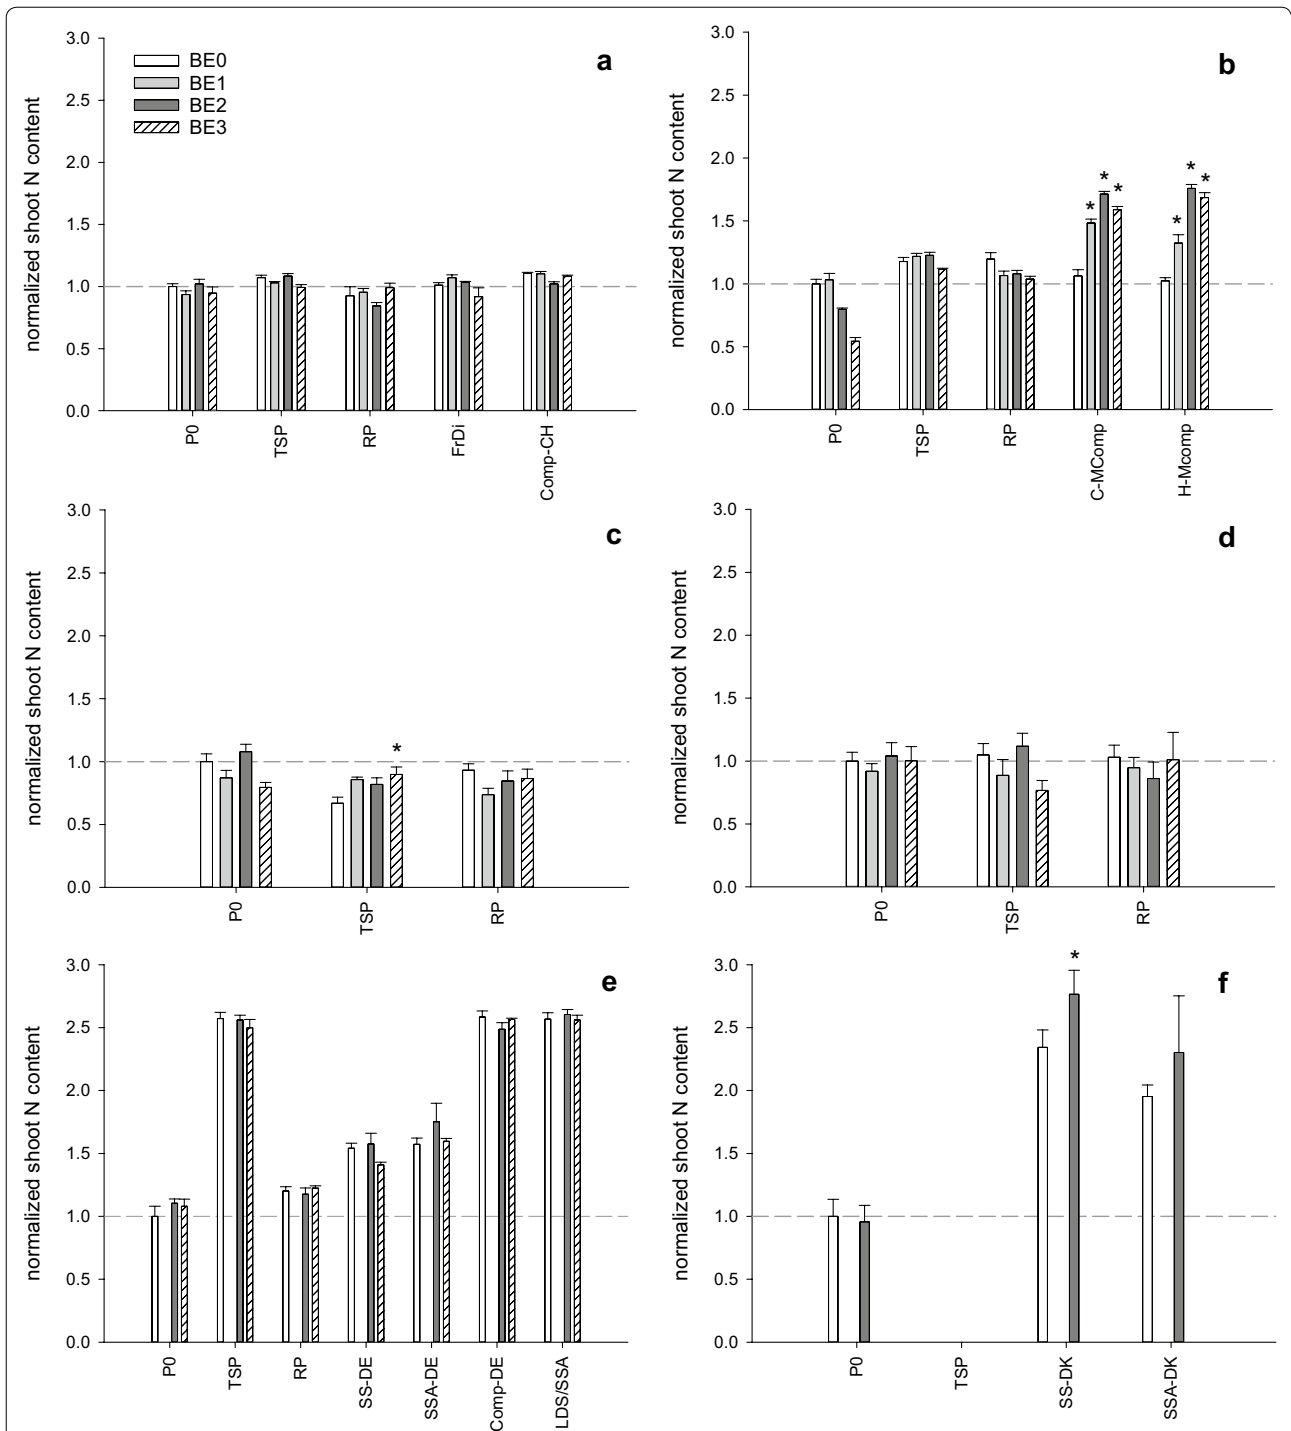 a
normalized shoot N content
3.0
2.5
2.0
1.5
1.0
0.5
0.0
BE0
BE1
BE2
BE3
P0
TSP
RP
FrDi
Comp-CH
b
normalized shoot N content
3.0
2.5
2.0
1.5
1.0
0.5
0.0
* * *
* * *
P0
TSP
RP
C-MComp
H-Mcomp
c
normalized shoot N content
3.0
2.5
2.0
1.5
1.0
0.5
0.0
*
P0
TSP
RP
d
normalized shoot N content
3.0
2.5
2.0
1.5
1.0
0.5
0.0
P0
TSP
RP
e
normalized shoot N content
3.0
2.5
2.0
1.5
1.0
0.5
0.0
P0
TSP
RP
SS-DE
SSA-DE
Comp-DE
LDS/SSA
f
normalized shoot N content
3.0
2.5
2.0
1.5
1.0
0.5
0.0
*
P0
TSP
SS-DK
SSA-DK